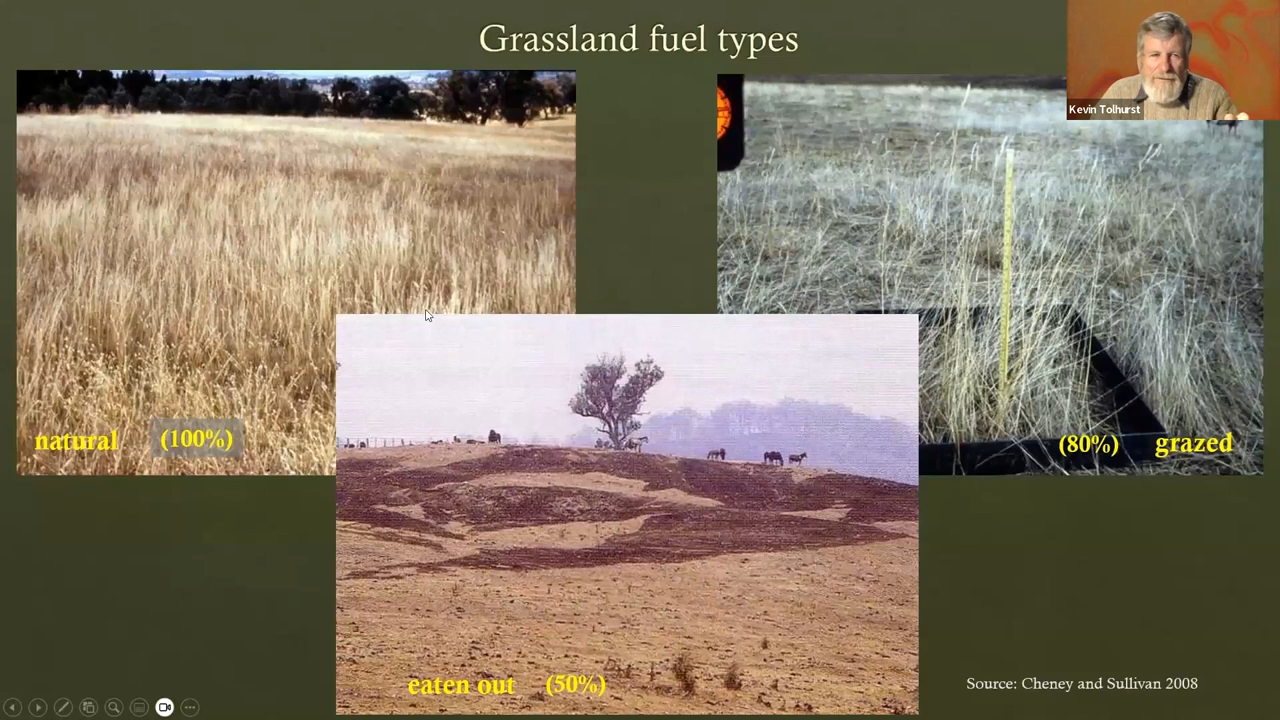 Grassland fuel types
Kevin Tolhurst
natural (100%)
(80%) grazed
eaten out (50%)
Source: Cheney and Sullivan 2008